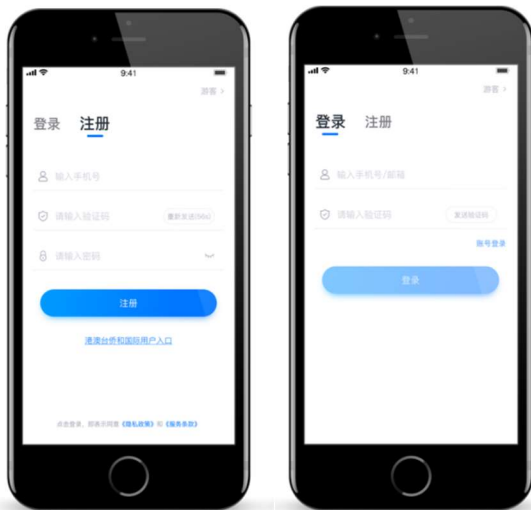 9:41
游客 >
登录 注册
输入手机号
请输入验证码 重新发送(56s)
请输入密码
注册
港澳台侨和国际用户入口
点击登录，即表示同意《隐私政策》和《服务条款》
9:41
游客 >
登录 注册
输入手机号/邮箱
请输入验证码 发送验证码
账号登录
登录